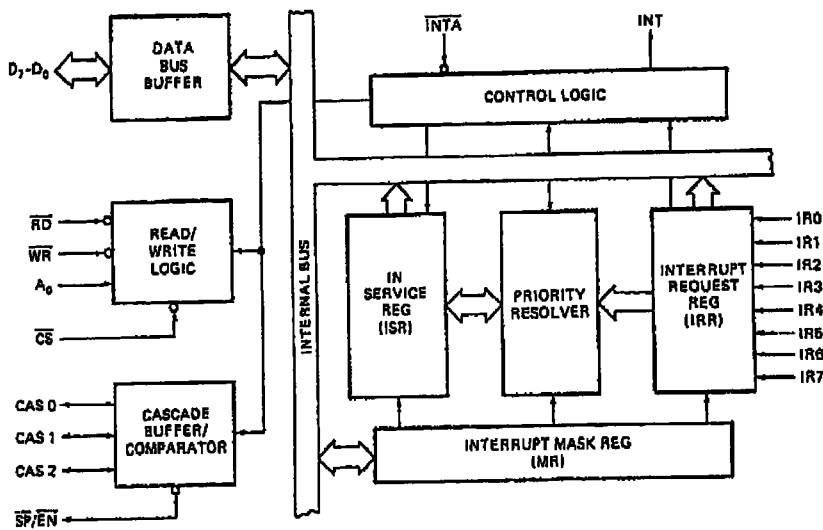 D7-D0
DATA
BUS
BUFFER
INTA
INT
CONTROL LOGIC
RD
WR
A0
CS
READ/
WRITE
LOGIC
INTERNAL BUS
IN
SERVICE
REG
(ISR)
PRIORITY
RESOLVER
INTERRUPT
REQUEST
REG
(IRR)
IR0
IR1
IR2
IR3
IR4
IR5
IR6
IR7
CAS 0
CAS 1
CAS 2
SP/EN
CASCADE
BUFFER/
COMPARATOR
INTERRUPT MASK REG
(MR)